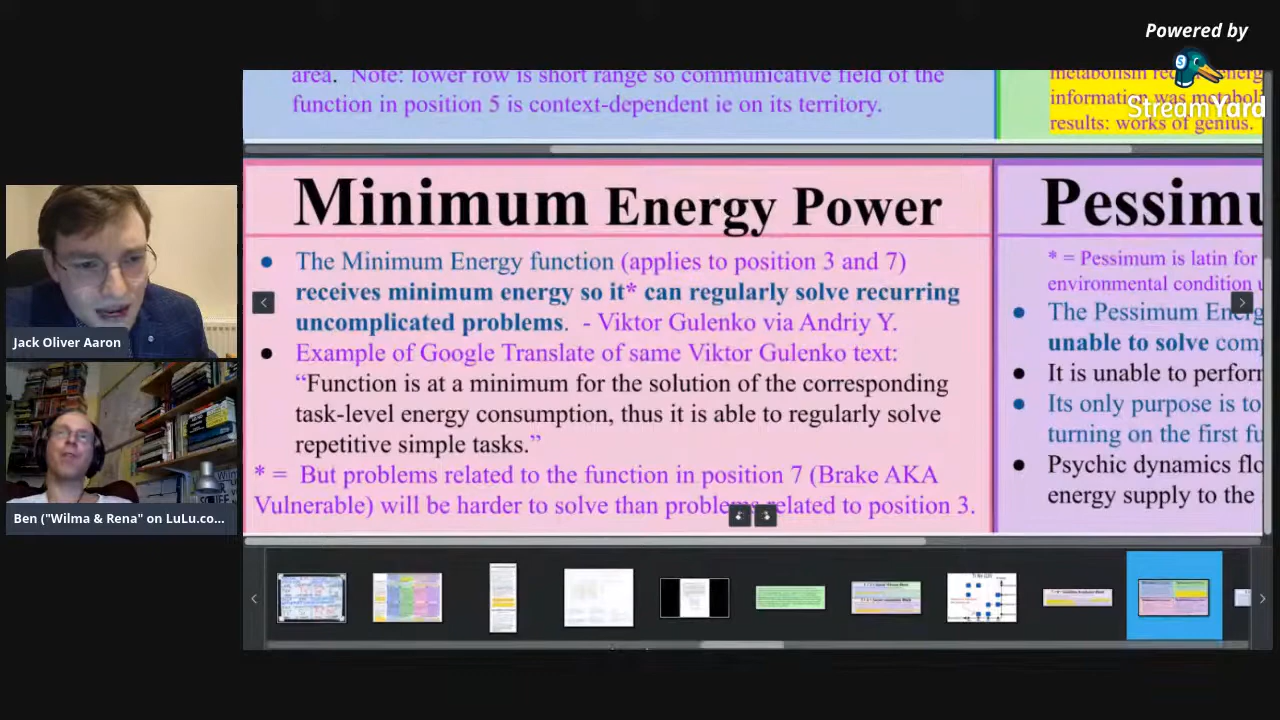 Powered by
StreamYard
area.  Note: lower row is short range so communicative field of the
function in position 5 is context-dependent ie on its territory.
information was
results: works of genius.
Minimum Energy Power
• The Minimum Energy function (applies to position 3 and 7)
receives minimum energy so it* can regularly solve recurring
uncomplicated problems.  - Viktor Gulenko via Andriy Y.
• Example of Google Translate of same Viktor Gulenko text:
“Function is at a minimum for the solution of the corresponding
task-level energy consumption, thus it is able to regularly solve
repetitive simple tasks.”
* =  But problems related to the function in position 7 (Brake AKA
Vulnerable) will be harder to solve than problems related to position 3.
Pessimu
* = Pessimum is latin for
environmental condition
• The Pessimum Energ
unable to solve com
• It is unable to perfor
• Its only purpose is to
turning on the first fu
• Psychic dynamics flo
energy supply to the
Jack Oliver Aaron
Ben ("Wilma & Rena" on LuLu.co...